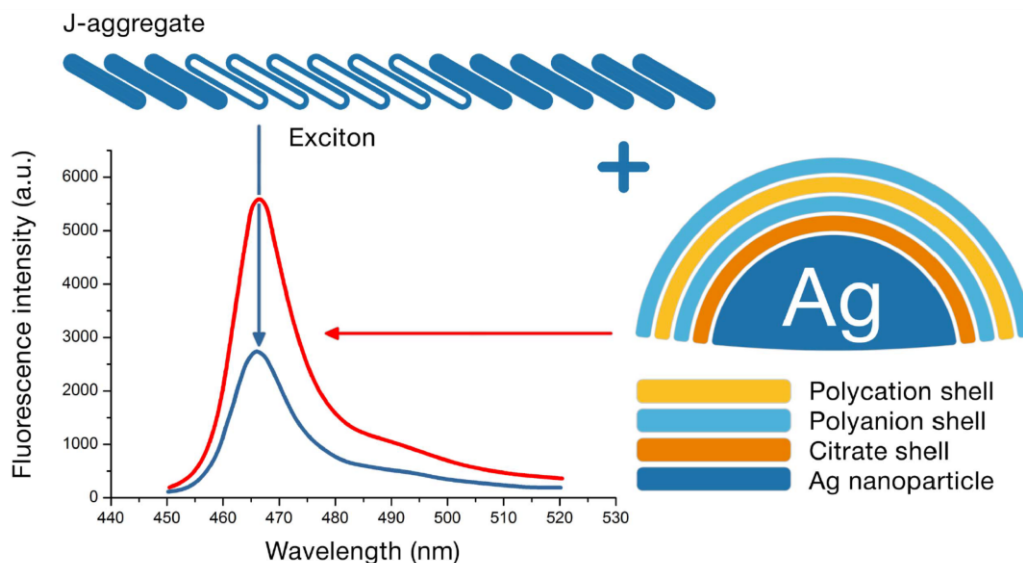 J-aggregate
Exciton
Fluorescence intensity (a.u.)
6000
5000
4000
3000
2000
1000
0
440 450 460 470 480 490 500 510 520 530
Wavelength (nm)
+
Ag
Polycation shell
Polyanion shell
Citrate shell
Ag nanoparticle